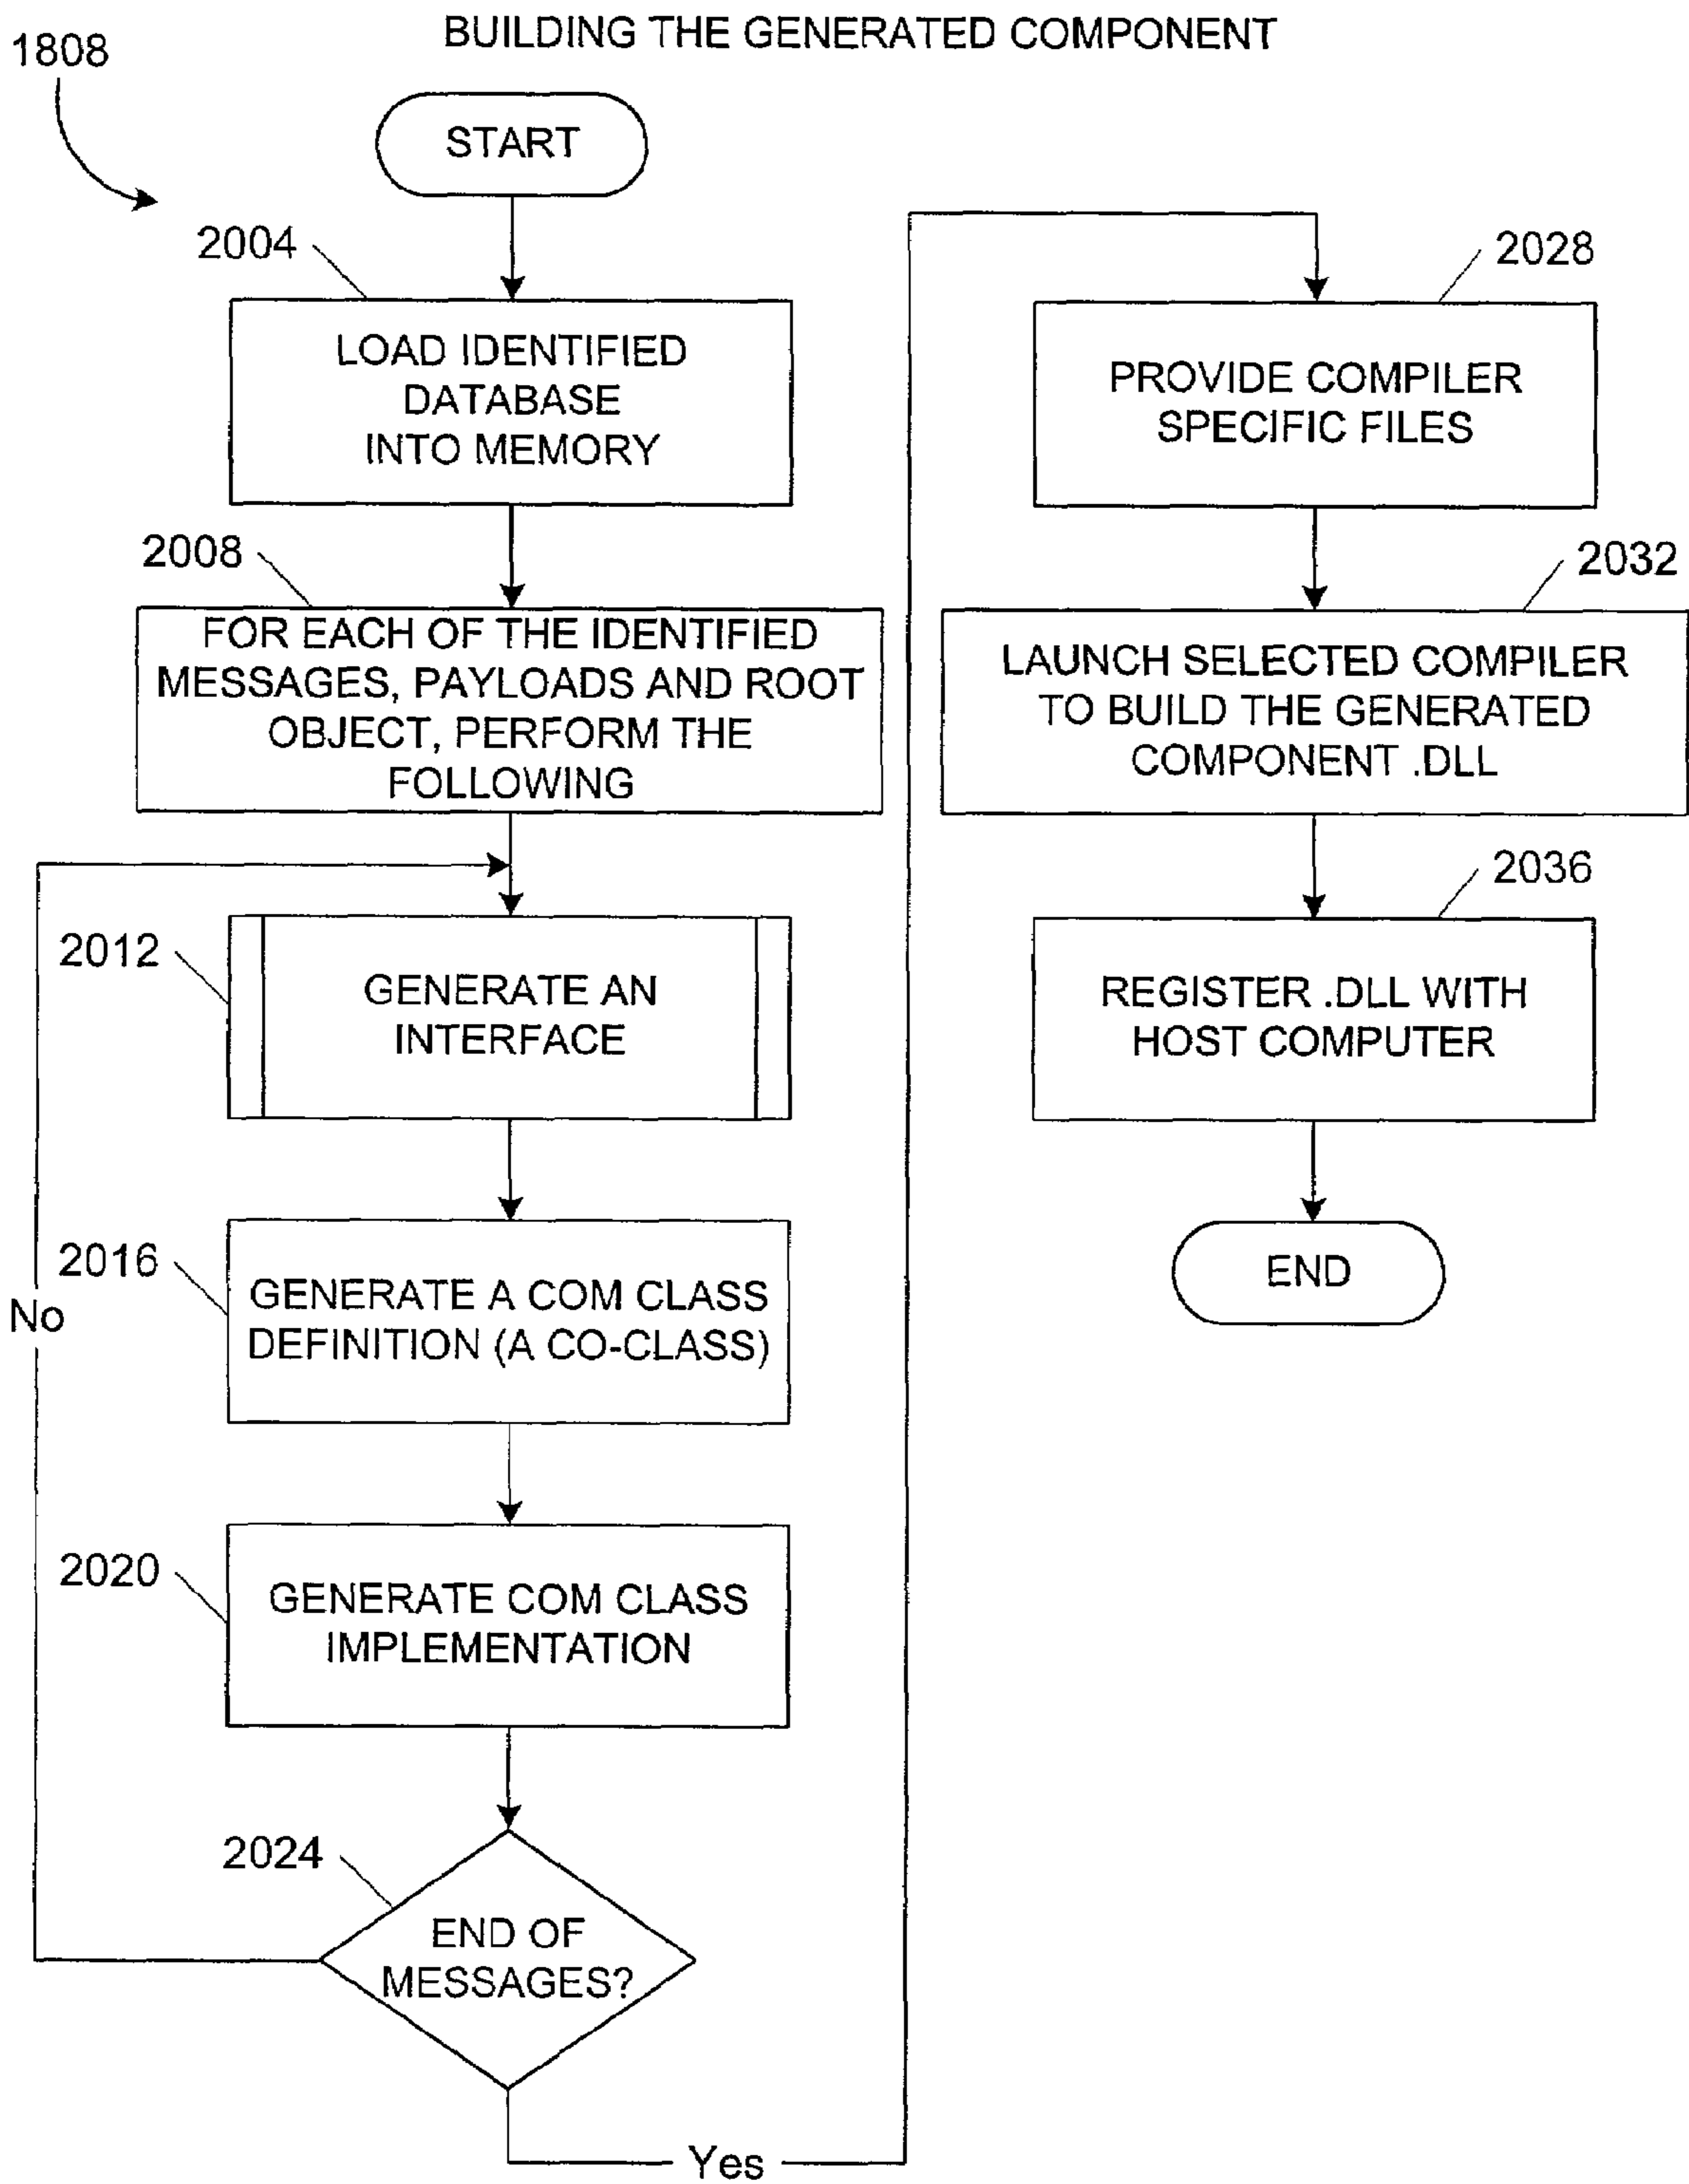 BUILDING THE GENERATED COMPONENT
1808
START
2004
LOAD IDENTIFIED
DATABASE
INTO MEMORY
2008
FOR EACH OF THE IDENTIFIED
MESSAGES, PAYLOADS AND ROOT
OBJECT, PERFORM THE
FOLLOWING
2012
GENERATE AN
INTERFACE
2016
GENERATE A COM CLASS
DEFINITION (A CO-CLASS)
No
2020
GENERATE COM CLASS
IMPLEMENTATION
2024
END OF
MESSAGES?
Yes
2028
PROVIDE COMPILER
SPECIFIC FILES
2032
LAUNCH SELECTED COMPILER
TO BUILD THE GENERATED
COMPONENT .DLL
2036
REGISTER .DLL WITH
HOST COMPUTER
END